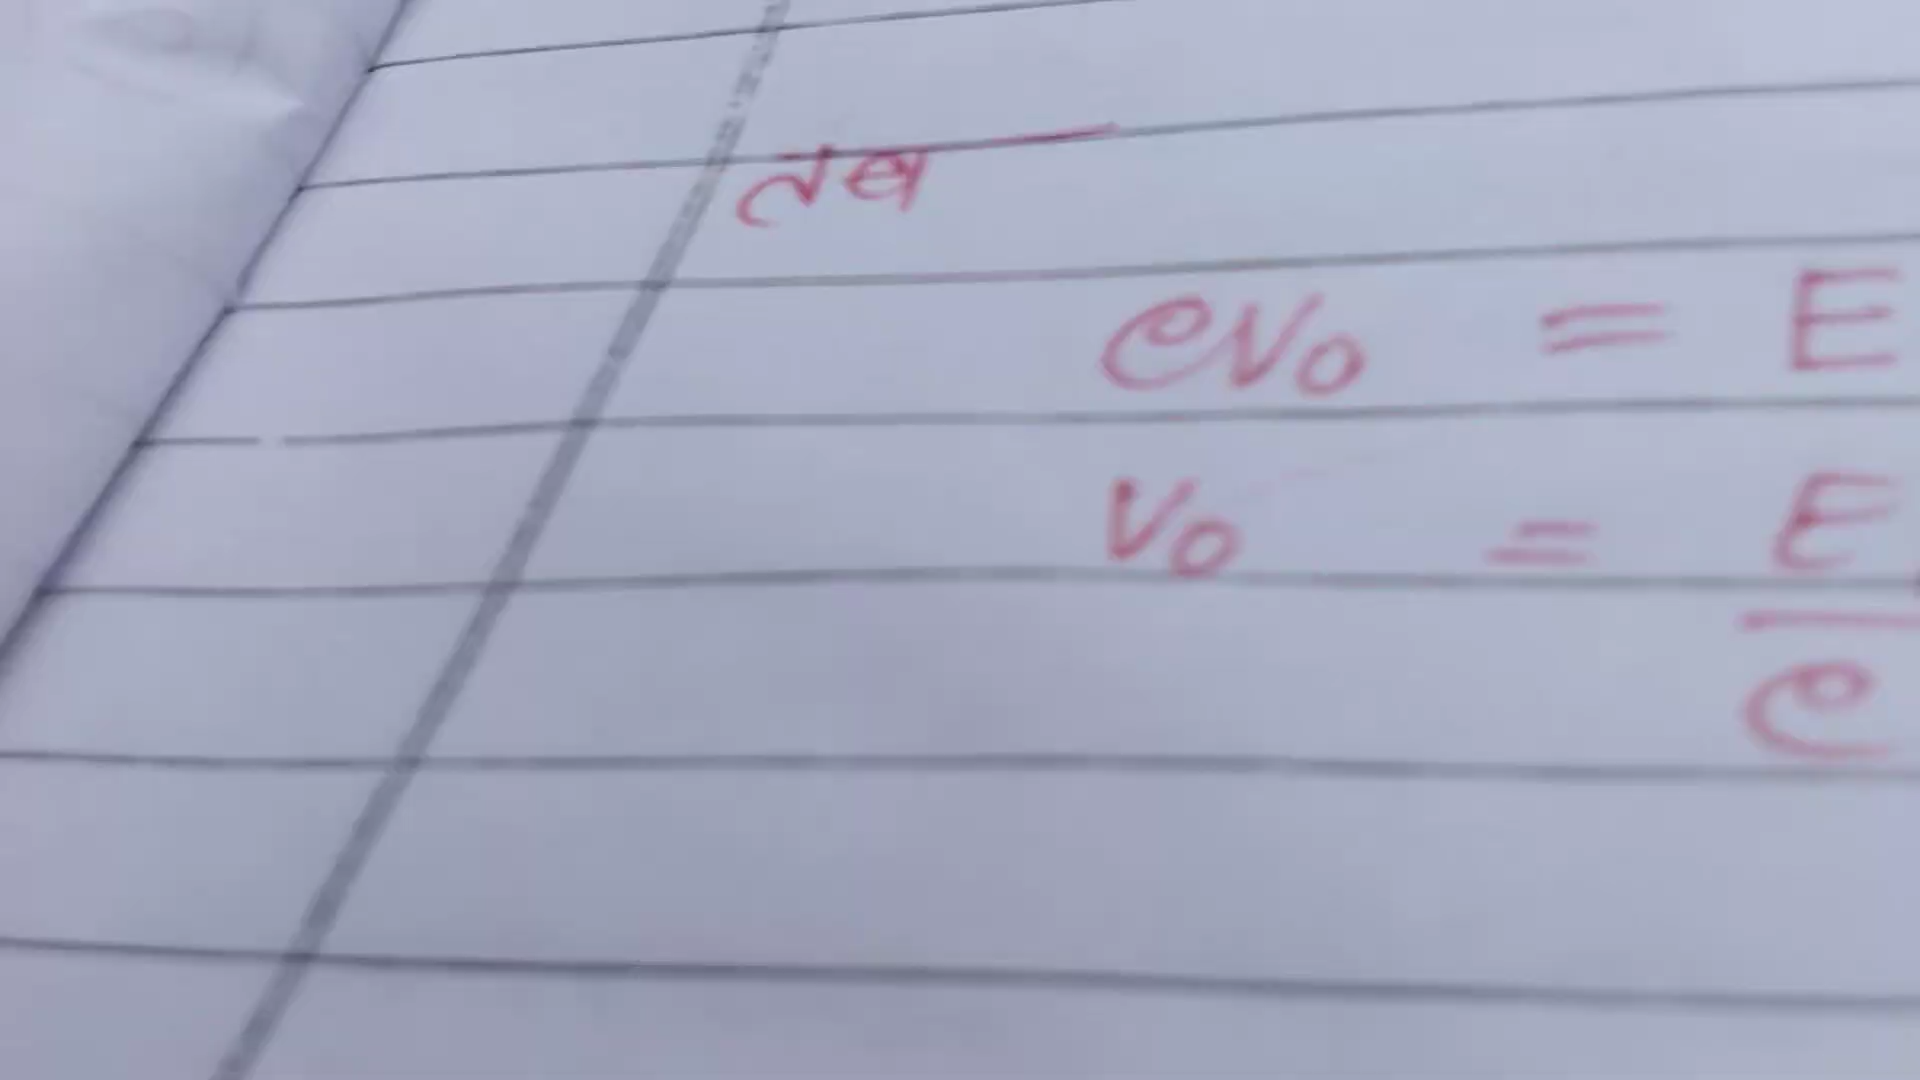 तब
eV₀ = E
V₀ = E
e